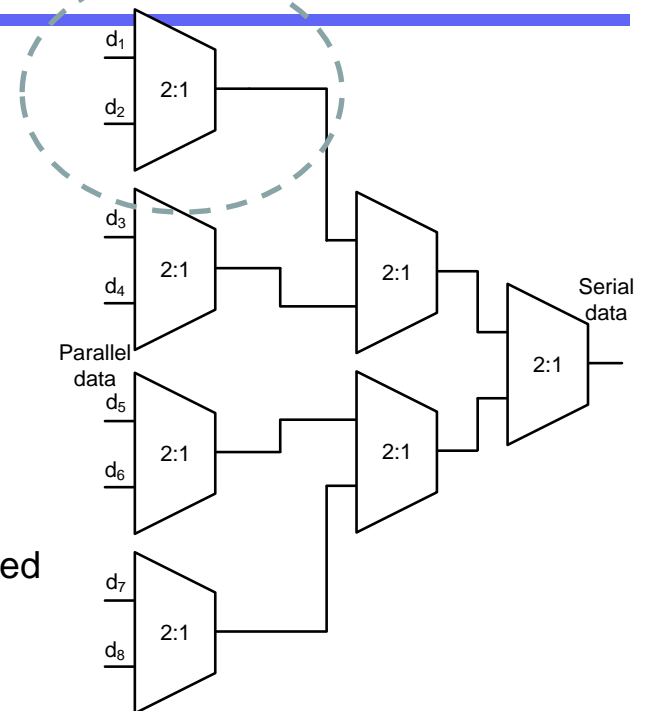 d₁
2:1
d₂
d₃
2:1
d₄
2:1
Serial
data
2:1
Parallel
data
d₅
2:1
d₆
2:1
ed
d₇
2:1
d₈